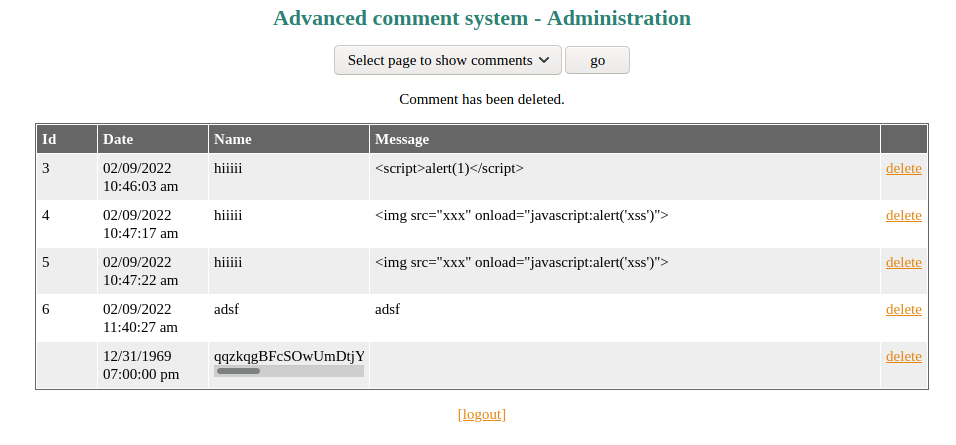 Advanced comment system - Administration
Select page to show comments go
Comment has been deleted.
Id Date Name Message
3 02/09/2022 hiiiii <script>alert(1)</script> delete
10:46:03 am
4 02/09/2022 hiiiii <img src="xxx" onload="javascript:alert('xss')"> delete
10:47:17 am
5 02/09/2022 hiiiii <img src="xxx" onload="javascript:alert('xss')"> delete
10:47:22 am
6 02/09/2022 adsf adsf delete
11:40:27 am
12/31/1969 qqzkqgBFcSOwUmDtjY delete
07:00:00 pm
[logout]